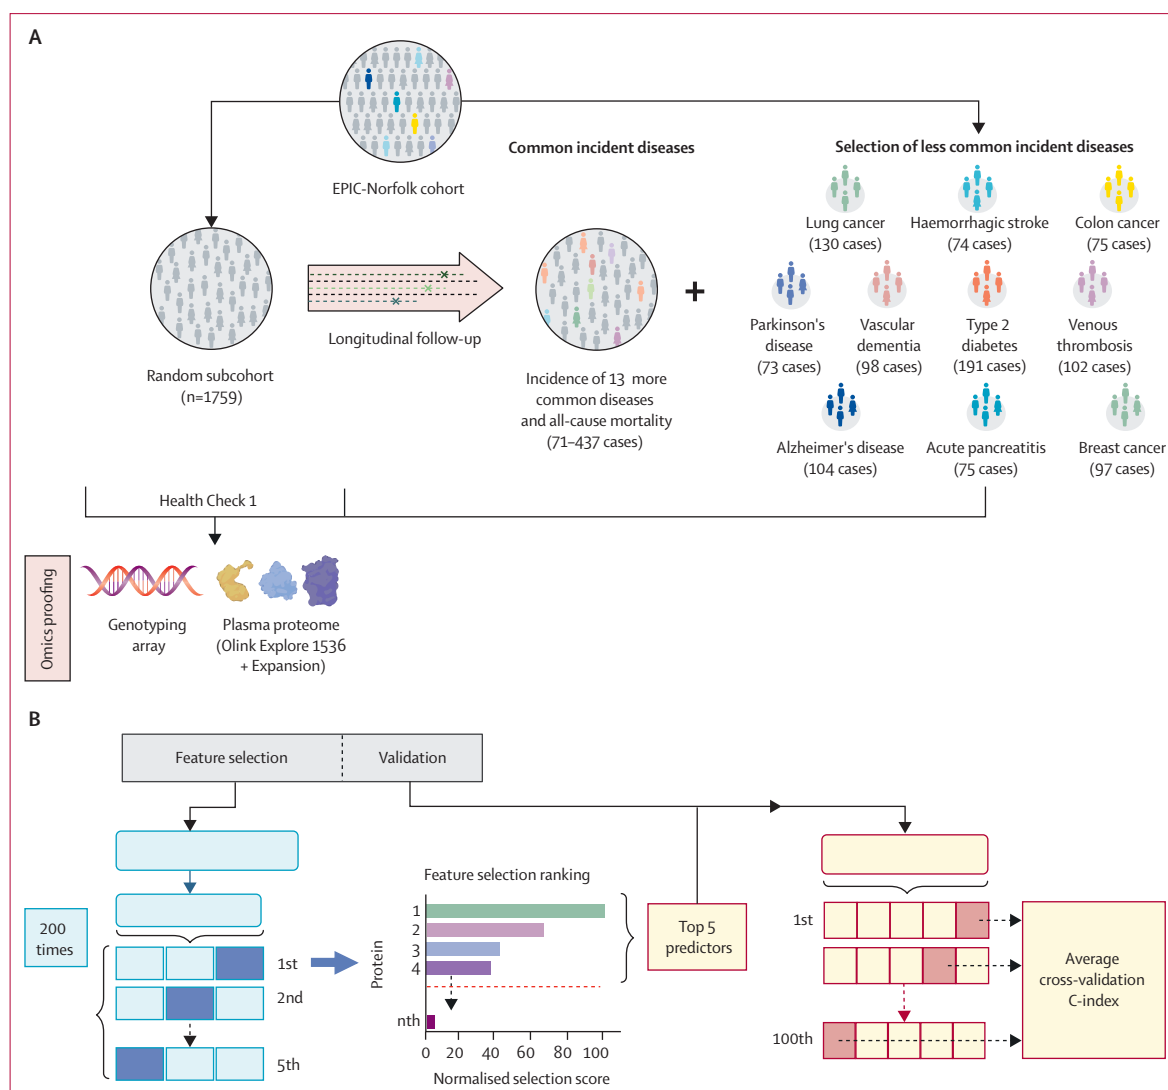 A
EPIC-Norfolk cohort
Common incident diseases
Selection of less common incident diseases
Lung cancer
(130 cases)
Haemorrhagic stroke
(74 cases)
Colon cancer
(75 cases)
Random subcohort
(n=1759)
Longitudinal follow-up
Incidence of 13 more
common diseases
and all-cause mortality
(71–437 cases)
+
Parkinson's
disease
(73 cases)
Vascular
dementia
(98 cases)
Type 2
diabetes
(191 cases)
Venous
thrombosis
(102 cases)
Alzheimer's disease
(104 cases)
Acute pancreatitis
(75 cases)
Breast cancer
(97 cases)
Health Check 1
Omics proofing
Genotyping
array
Plasma proteome
(Olink Explore 1536
+ Expansion)
B
Feature selection
Validation
200
times
1st
2nd
5th
Feature selection ranking
Protein
1
2
3
4
nth
0 20 40 60 80 100
Normalised selection score
Top 5
predictors
1st
100th
Average
cross-validation
C-index